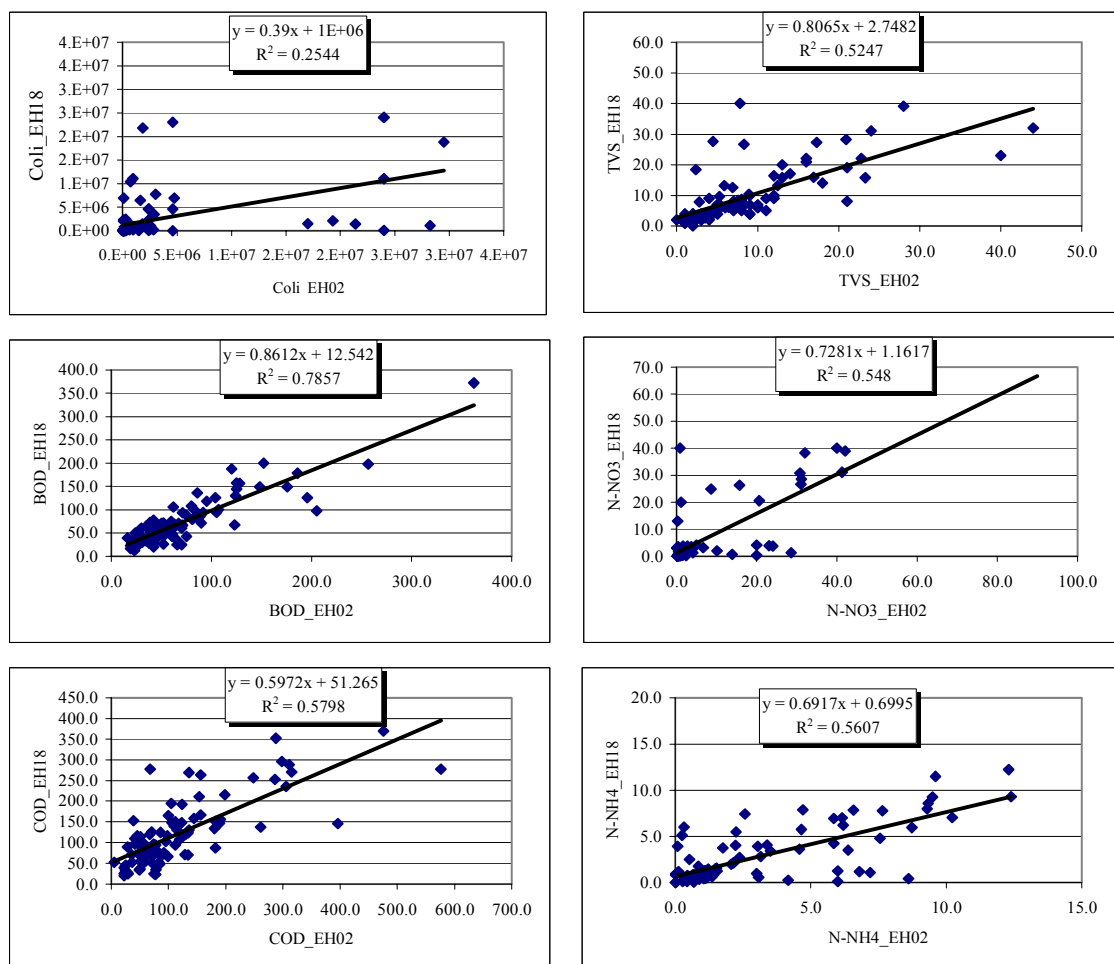 y = 0.39x + 1E+06
R² = 0.2544
4.E+07
4.E+07
3.E+07
3.E+07
2.E+07
2.E+07
1.E+07
5.E+06
0.E+00
0.E+00 5.E+06 1.E+07 2.E+07 2.E+07 3.E+07 3.E+07 4.E+07
Coli_EH18
Coli EH02
y = 0.8065x + 2.7482
R² = 0.5247
60.0
50.0
40.0
30.0
20.0
10.0
0.0
0.0 10.0 20.0 30.0 40.0 50.0
TVS_EH18
TVS_EH02
y = 0.8612x + 12.542
R² = 0.7857
400.0
350.0
300.0
250.0
200.0
150.0
100.0
50.0
0.0
0.0 100.0 200.0 300.0 400.0
BOD_EH18
BOD_EH02
y = 0.7281x + 1.1617
R² = 0.548
70.0
60.0
50.0
40.0
30.0
20.0
10.0
0.0
0.0 20.0 40.0 60.0 80.0 100.0
N-NO3_EH18
N-NO3_EH02
y = 0.5972x + 51.265
R² = 0.5798
450.0
400.0
350.0
300.0
250.0
200.0
150.0
100.0
50.0
0.0
0.0 100.0 200.0 300.0 400.0 500.0 600.0 700.0
COD_EH18
COD_EH02
y = 0.6917x + 0.6995
R² = 0.5607
20.0
15.0
10.0
5.0
0.0
0.0 5.0 10.0 15.0
N-NH4_EH18
N-NH4_EH02